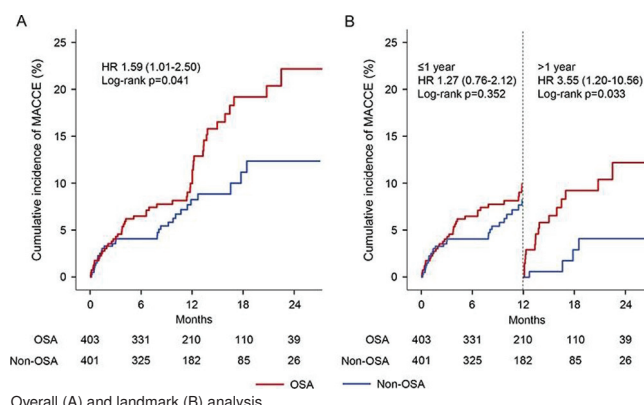 A
B
25
20
15
10
5
0
Cumulative incidence of MACCE (%)
HR 1.59 (1.01-2.50)
Log-rank p=0.041
0 6 12 18 24
Months
25
20
15
10
5
0
Cumulative incidence of MACCE (%)
≤1 year
HR 1.27 (0.76-2.12)
Log-rank p=0.352
>1 year
HR 3.55 (1.20-10.56)
Log-rank p=0.033
0 6 12 18 24
Months
OSA 403 331 210 110 39
Non-OSA 401 325 182 85 26
OSA 403 331 210 110 39
Non-OSA 401 325 182 85 26
OSA Non-OSA
Overall (A) and landmark (B) analysis